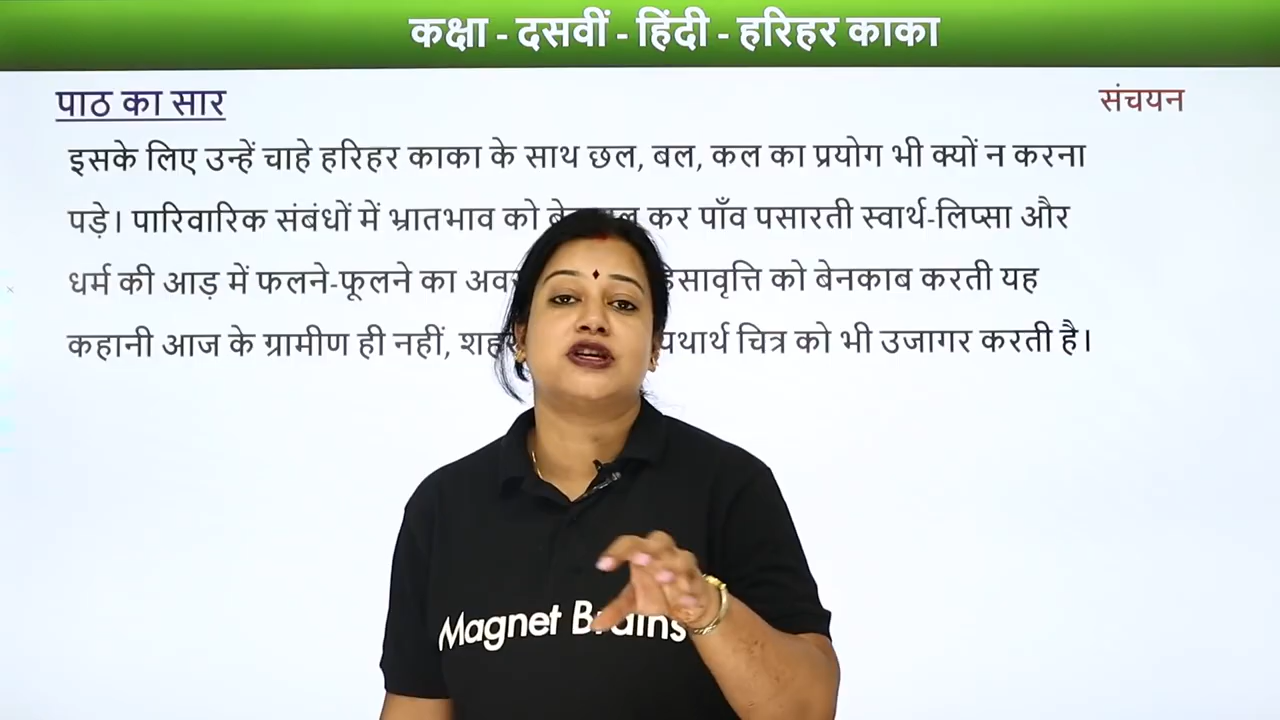 कक्षा - दसवीं - हिंदी - हरिहर काका
पाठ का सार
संचयन
इसके लिए उन्हें चाहे हरिहर काका के साथ छल, बल, कल का प्रयोग भी क्यों न करना
पड़े। पारिवारिक संबंधों में भ्रातभाव को कर पाँव पसारती स्वार्थ-लिप्सा और
धर्म की आड़ में फलने-फूलने का को बेनकाब करती यह
कहानी आज के ग्रामीण ही नहीं, यथार्थ चित्र को भी उजागर करती है।
Magnet Brains